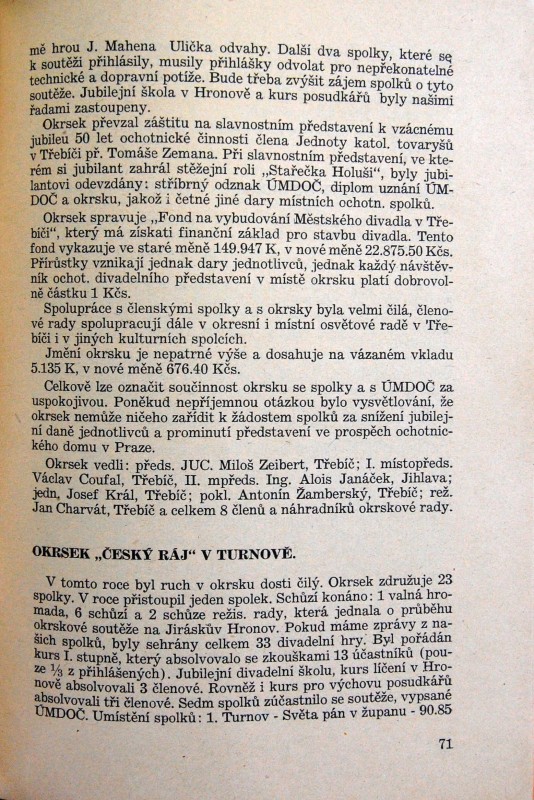 mě hrou J. Mahena Ulička odvahy. Další dva spolky, které se
k soutěži přihlásily, musily přihlášky odvolat pro nepřekonatelné
technické a dopravní potíže. Bude třeba zvýšit zájem spolků o tyto
soutěže. Jubilejní škola v Hronově a kurs posudkářů byly našimi
řadami zastoupeny.
Okrsek převzal záštitu na slavnostním představení k vzácnému
jubileu 50 let ochotnické činnosti člena Jednoty katol. tovaryšů
v Třebíči př. Tomáše Zemana. Při slavnostním představení, ve kte-
rém si jubilant zahrál stěžejní roli „Stařečka Holuši“, byly jubi-
lantovi odevzdány: stříbrný odznak ÚMDOČ, diplom uznání ÚM-
DOČ a okrsku, jakož i četné jiné dary místních ochotn. spolků.
Okrsek spravuje „Fond na vybudování Městského divadla v Tře-
bíči“, který má získati finanční základ pro stavbu divadla. Tento
fond vykazuje ve staré měně 149.947 K, v nové měně 22.875.50 Kčs.
Přírůstky vznikají jednak dary jednotlivců, jednak každý návštěv-
ník ochot. divadelního představení v místě okrsku platí dobrovol-
ně částku 1 Kčs.
Spolupráce s členskými spolky a s okrsky byla velmi čilá, členo-
vé rady spolupracují dále v okresní i místní osvětové radě v Tře-
bíči i v jiných kulturních spolcích.
Jmění okrsku je nepatrné výše a dosahuje na vázaném vkladu
5.135 K, v nové měně 676.40 Kčs.
Celkově lze označit součinnost okrsku se spolky a s ÚMDOČ za
uspokojivou. Poněkud nepříjemnou otázkou bylo vysvětlování, že
okrsek nemůže ničeho zařídit k žádostem spolků za snížení jubilej-
ní daně jednotlivců a prominutí představení ve prospěch ochotnic-
kého domu v Praze.
Okrsek vedli: předs. JUC. Miloš Zeibert, Třebíč; I. místopředs.
Václav Coufal, Třebíč, II. mpředs. Ing. Alois Janáček, Jihlava;
jedn, Josef Král, Třebíč; pokl. Antonín Žamberský, Třebíč; rež.
Jan Charvát, Třebíč a celkem 8 členů a náhradníků okrskové rady.
OKRSEK „ČESKÝ RÁJ“ V TURNOVĚ.
V tomto roce byl ruch v okrsku dosti čilý. Okrsek združuje 23
spolky. V roce přistoupil jeden spolek. Schůzí konáno: 1 valná hro-
mada, 6 schůzí a 2 schůze režis. rady, která jednala o průběhu
okrskové soutěže na Jiráskův Hronov. Pokud máme zprávy z na-
šich spolků, byly sehrány celkem 33 divadelní hry. Byl pořádán
kurs I. stupně, který absolvovalo se zkouškami 13 účastníků (pou-
ze ⅓ z přihlášených). Jubilejní divadelní školu, kurs líčení v Hro-
nově absolvovali 3 členové. Rovněž i kurs pro výchovu posudkářů
absolvovali tři členové. Sedm spolků zúčastnilo se soutěže, vypsané
ÚMDOČ. Umístění spolků: 1. Turnov - Světa pán v županu - 90.85
71